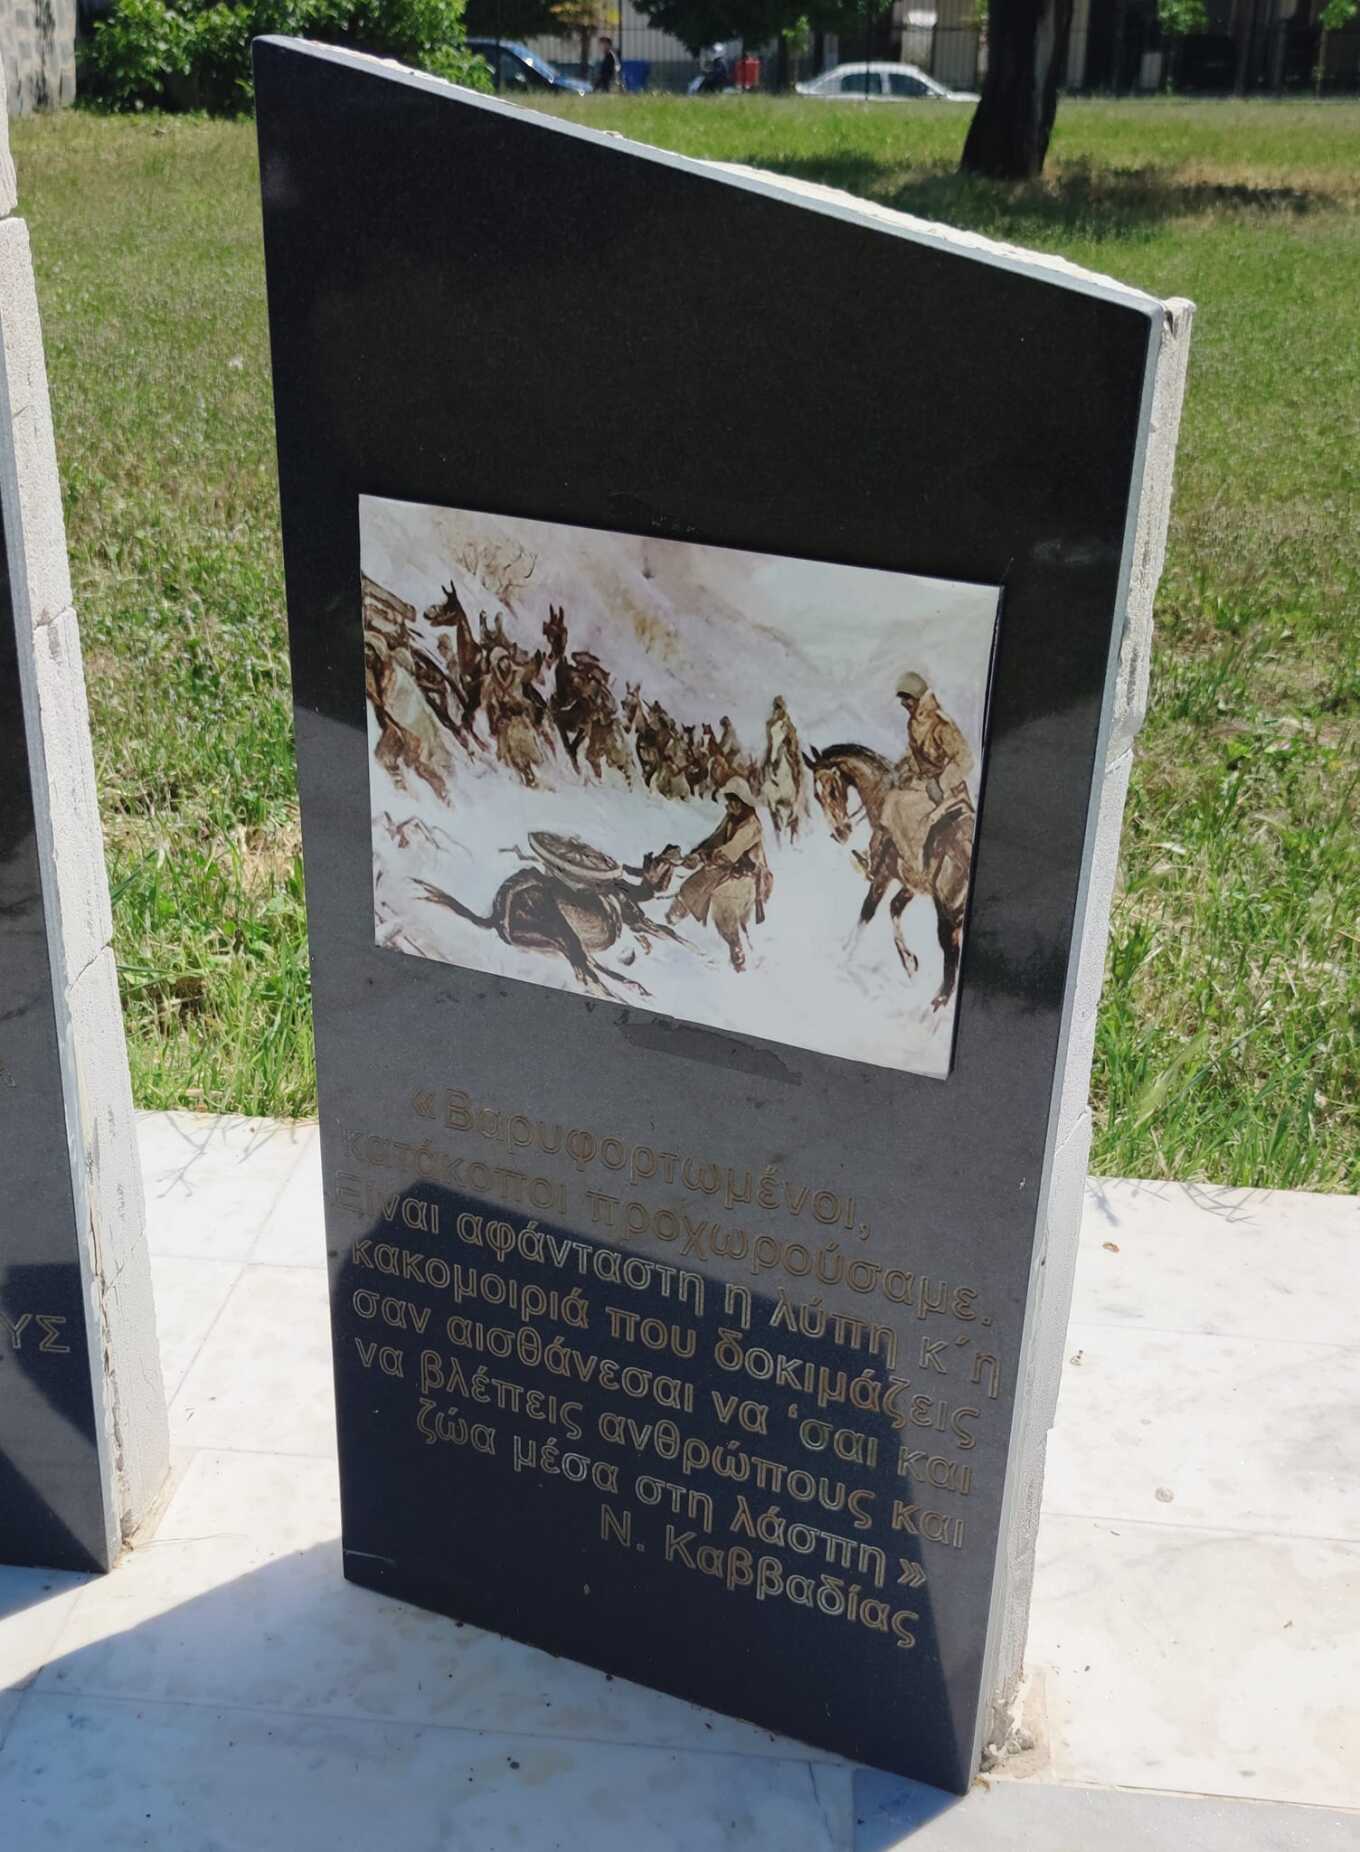 « Βαρυφορτωμένοι,
κατάκοποι προχωρούσαμε.
Είναι αφάνταστη η λύπη κ΄η
κακομοιριά που δοκιμάζεις
σαν αισθάνεσαι να ‘σαι και
να βλέπεις ανθρώπους και
ζώα μέσα στη λάσπη »
Ν. Καββαδίας
ΥΣ